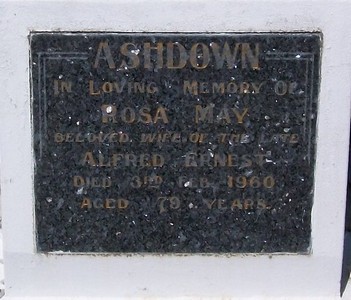 ASHDOWN
IN LOVING MEMORY OF
ROSA MAY
BELOVED WIFE OF THE LATE
ALFRED ERNEST
DIED 3RD FEB. 1960
AGED 79 YEARS